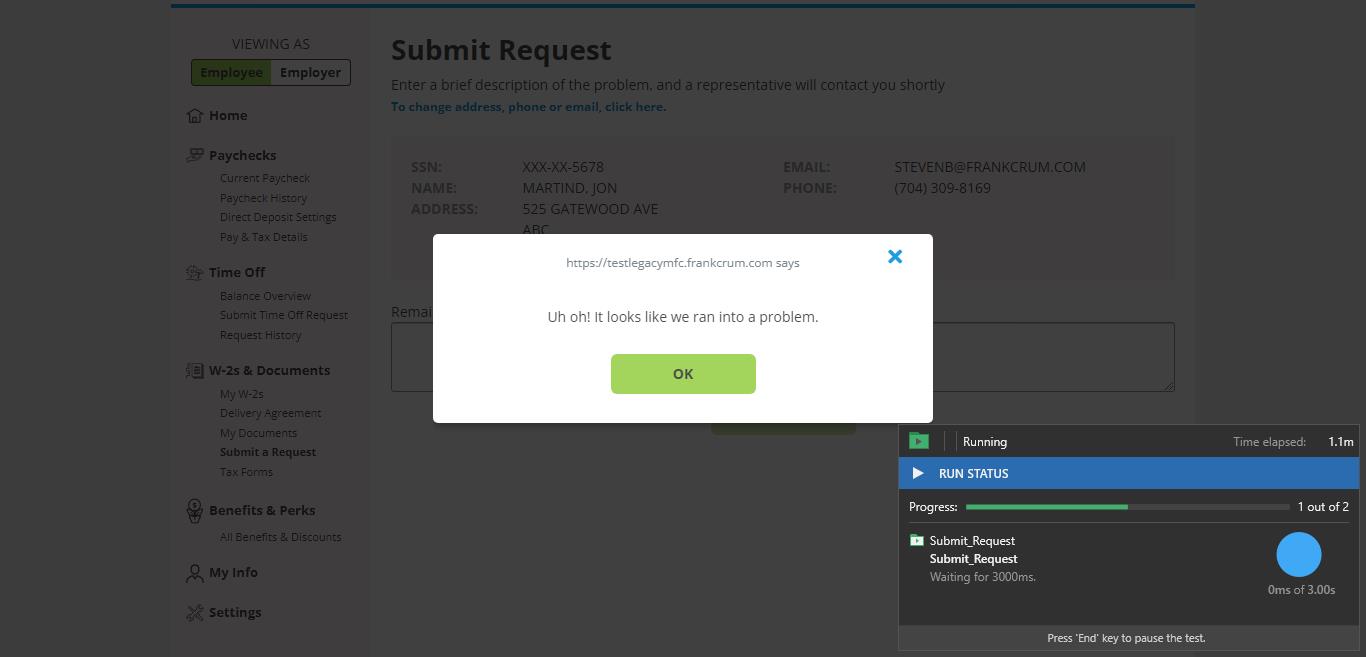 VIEWING AS
Employee Employer
Home
Paychecks
Current Paycheck
Paycheck History
Direct Deposit Settings
Pay & Tax Details
Time Off
Balance Overview
Submit Time Off Request
Request History
W-2s & Documents
My W-2s
Delivery Agreement
My Documents
Submit a Request
Tax Forms
Benefits & Perks
All Benefits & Discounts
My Info
Settings
Submit Request
Enter a brief description of the problem, and a representative will contact you shortly
To change address, phone or email, click here.
SSN: XXX-XX-5678
NAME: MARTIND, JON
ADDRESS: 525 GATEWOOD AVE
ABC
EMAIL: STEVENB@FRANKCRUM.COM
PHONE: (704) 309-8169
https://testlegacymfc.frankcrum.com says
Uh oh! It looks like we ran into a problem.
OK
Running Time elapsed: 1.1m
RUN STATUS
Progress: 1 out of 2
Submit_Request
Submit_Request
Waiting for 3000ms.
0ms of 3.00s
Press 'End' key to pause the test.